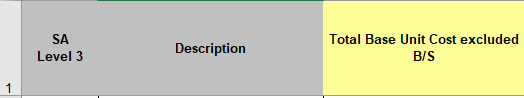 SA
Level 3
Description
Total Base Unit Cost excluded
B/S
1